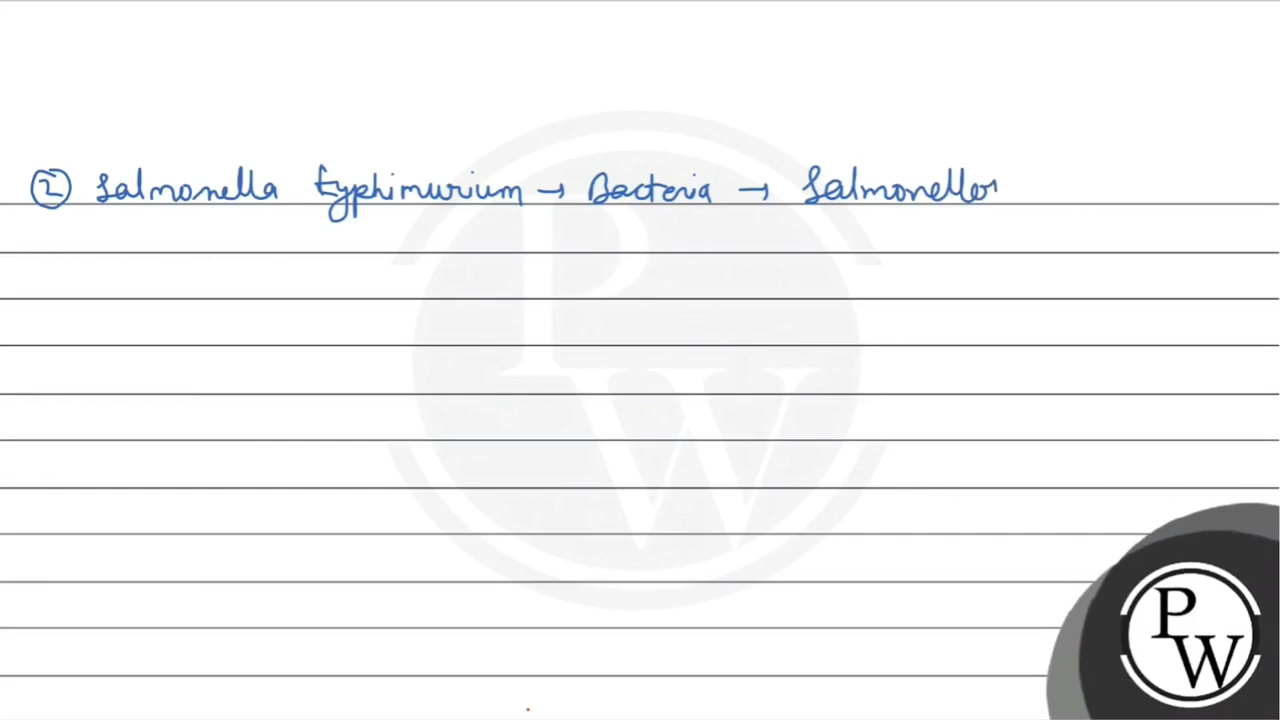 ② Salmonella typhimurium → Bacteria → Salmonellos
P
W
P
W